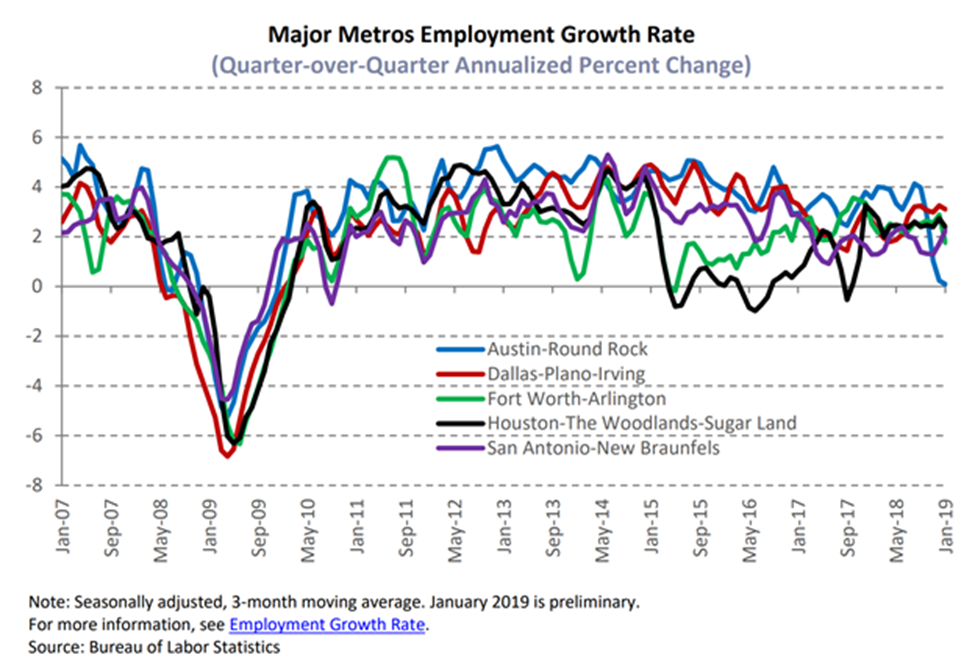 Major Metros Employment Growth Rate
(Quarter-over-Quarter Annualized Percent Change)
8
6
4
2
0
-2
-4
-6
-8
Austin-Round Rock
Dallas-Plano-Irving
Fort Worth-Arlington
Houston-The Woodlands-Sugar Land
San Antonio-New Braunfels
Jan-07
Sep-07
May-08
Jan-09
Sep-09
May-10
Jan-11
Sep-11
May-12
Jan-13
Sep-13
May-14
Jan-15
Sep-15
May-16
Jan-17
Sep-17
May-18
Jan-19
Note: Seasonally adjusted, 3-month moving average. January 2019 is preliminary.
For more information, see Employment Growth Rate.
Source: Bureau of Labor Statistics